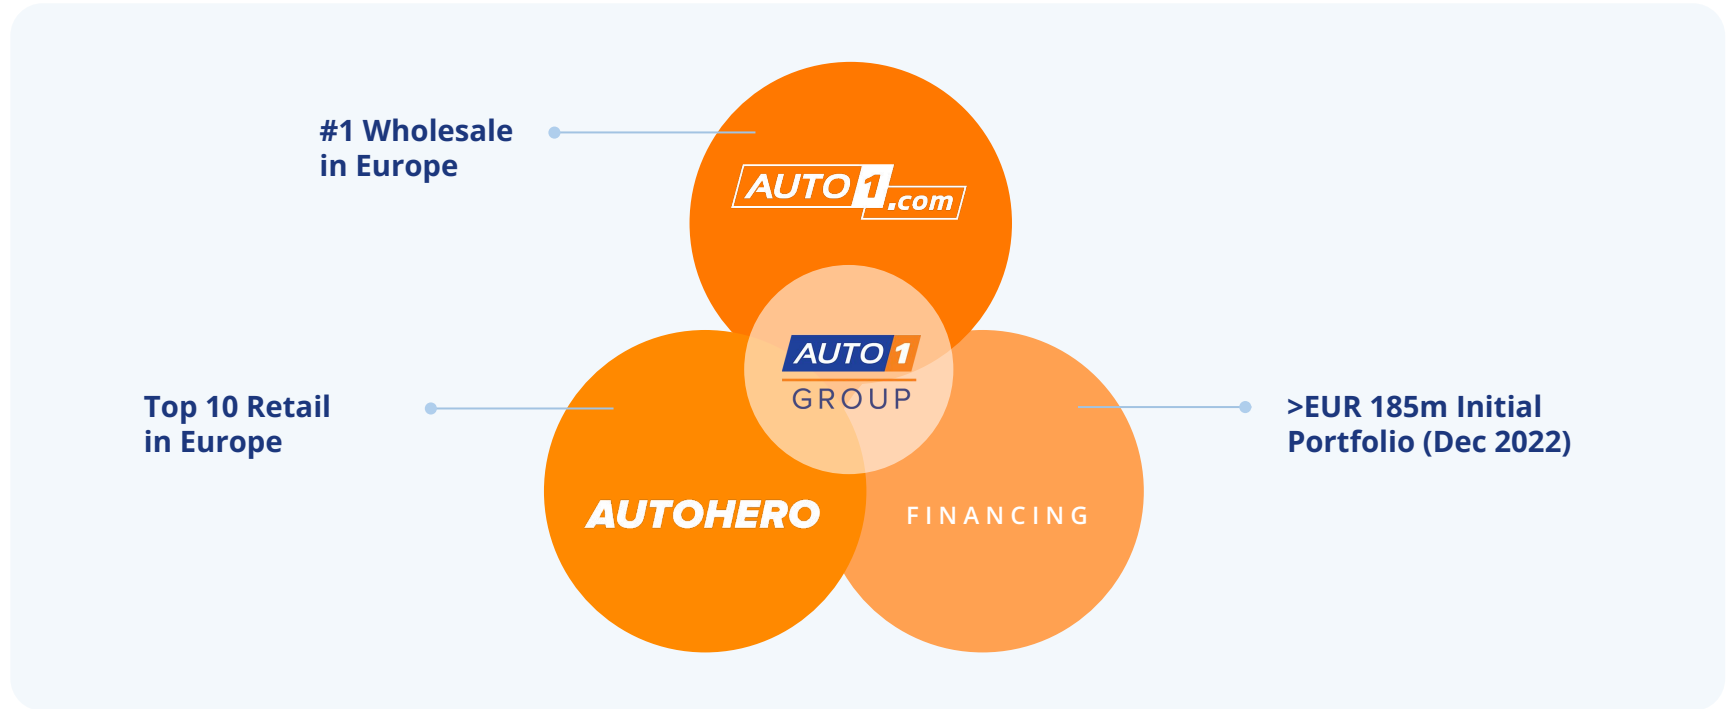 #1 Wholesale
in Europe
AUTO1.com
AUTO1
GROUP
Top 10 Retail
in Europe
>EUR 185m Initial
Portfolio (Dec 2022)
AUTOHERO
FINANCING